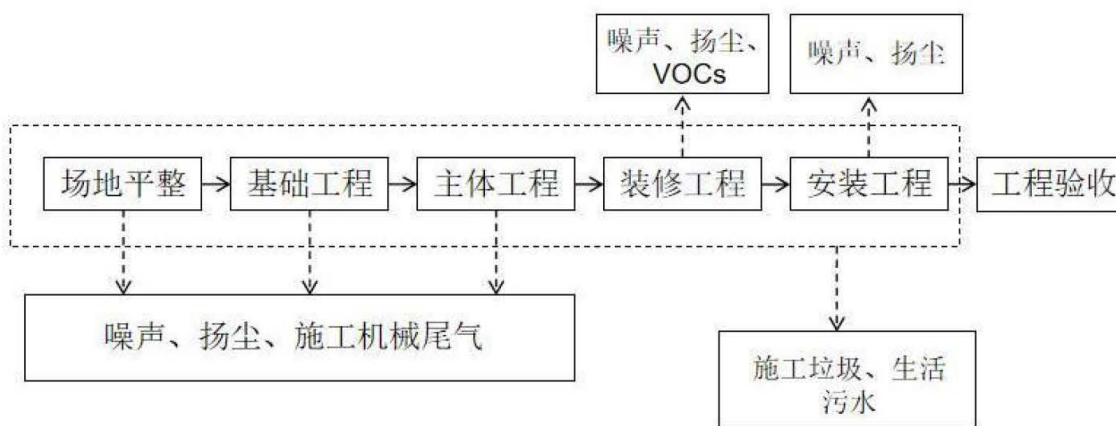 噪声、扬尘、
VOCs
噪声、扬尘
场地平整
基础工程
主体工程
装修工程
安装工程
工程验收
噪声、扬尘、施工机械尾气
施工垃圾、生活
污水